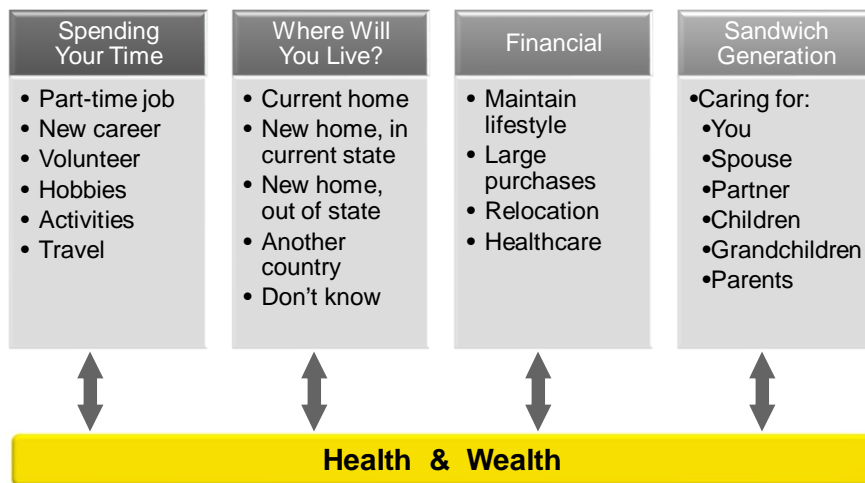 Spending
Your Time
• Part-time job
• New career
• Volunteer
• Hobbies
• Activities
• Travel
Where Will
You Live?
• Current home
• New home, in
current state
• New home,
out of state
• Another
country
• Don't know
Financial
• Maintain
lifestyle
• Large
purchases
• Relocation
• Healthcare
Sandwich
Generation
•Caring for:
•You
•Spouse
•Partner
•Children
•Grandchildren
•Parents
Health & Wealth